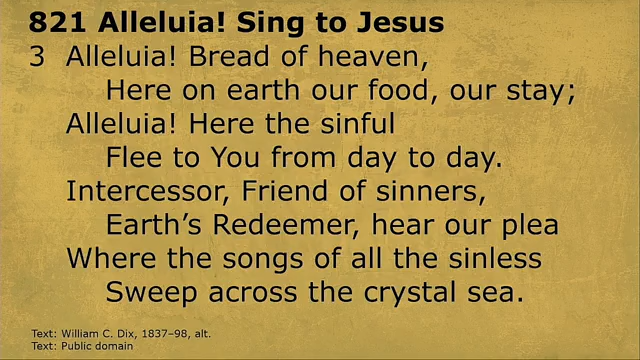 821 Alleluia! Sing to Jesus
3 Alleluia! Bread of heaven,
Here on earth our food, our stay;
Alleluia! Here the sinful
Flee to You from day to day.
Intercessor, Friend of sinners,
Earth’s Redeemer, hear our plea
Where the songs of all the sinless
Sweep across the crystal sea.
Text: William C. Dix, 1837–98, alt.
Text: Public domain